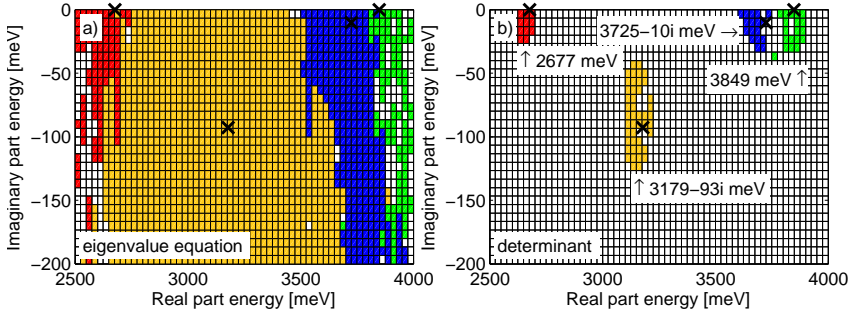 a)
0
−50
−100
−150
−200
Imaginary part energy [meV]
eigenvalue equation
2500
3000
3500
4000
Real part energy [meV]
b)
3725−10i meV →
↑ 2677 meV
3849 meV ↑
↑ 3179−93i meV
0
−50
−100
−150
−200
Imaginary part energy [meV]
determinant
2500
3000
3500
4000
Real part energy [meV]